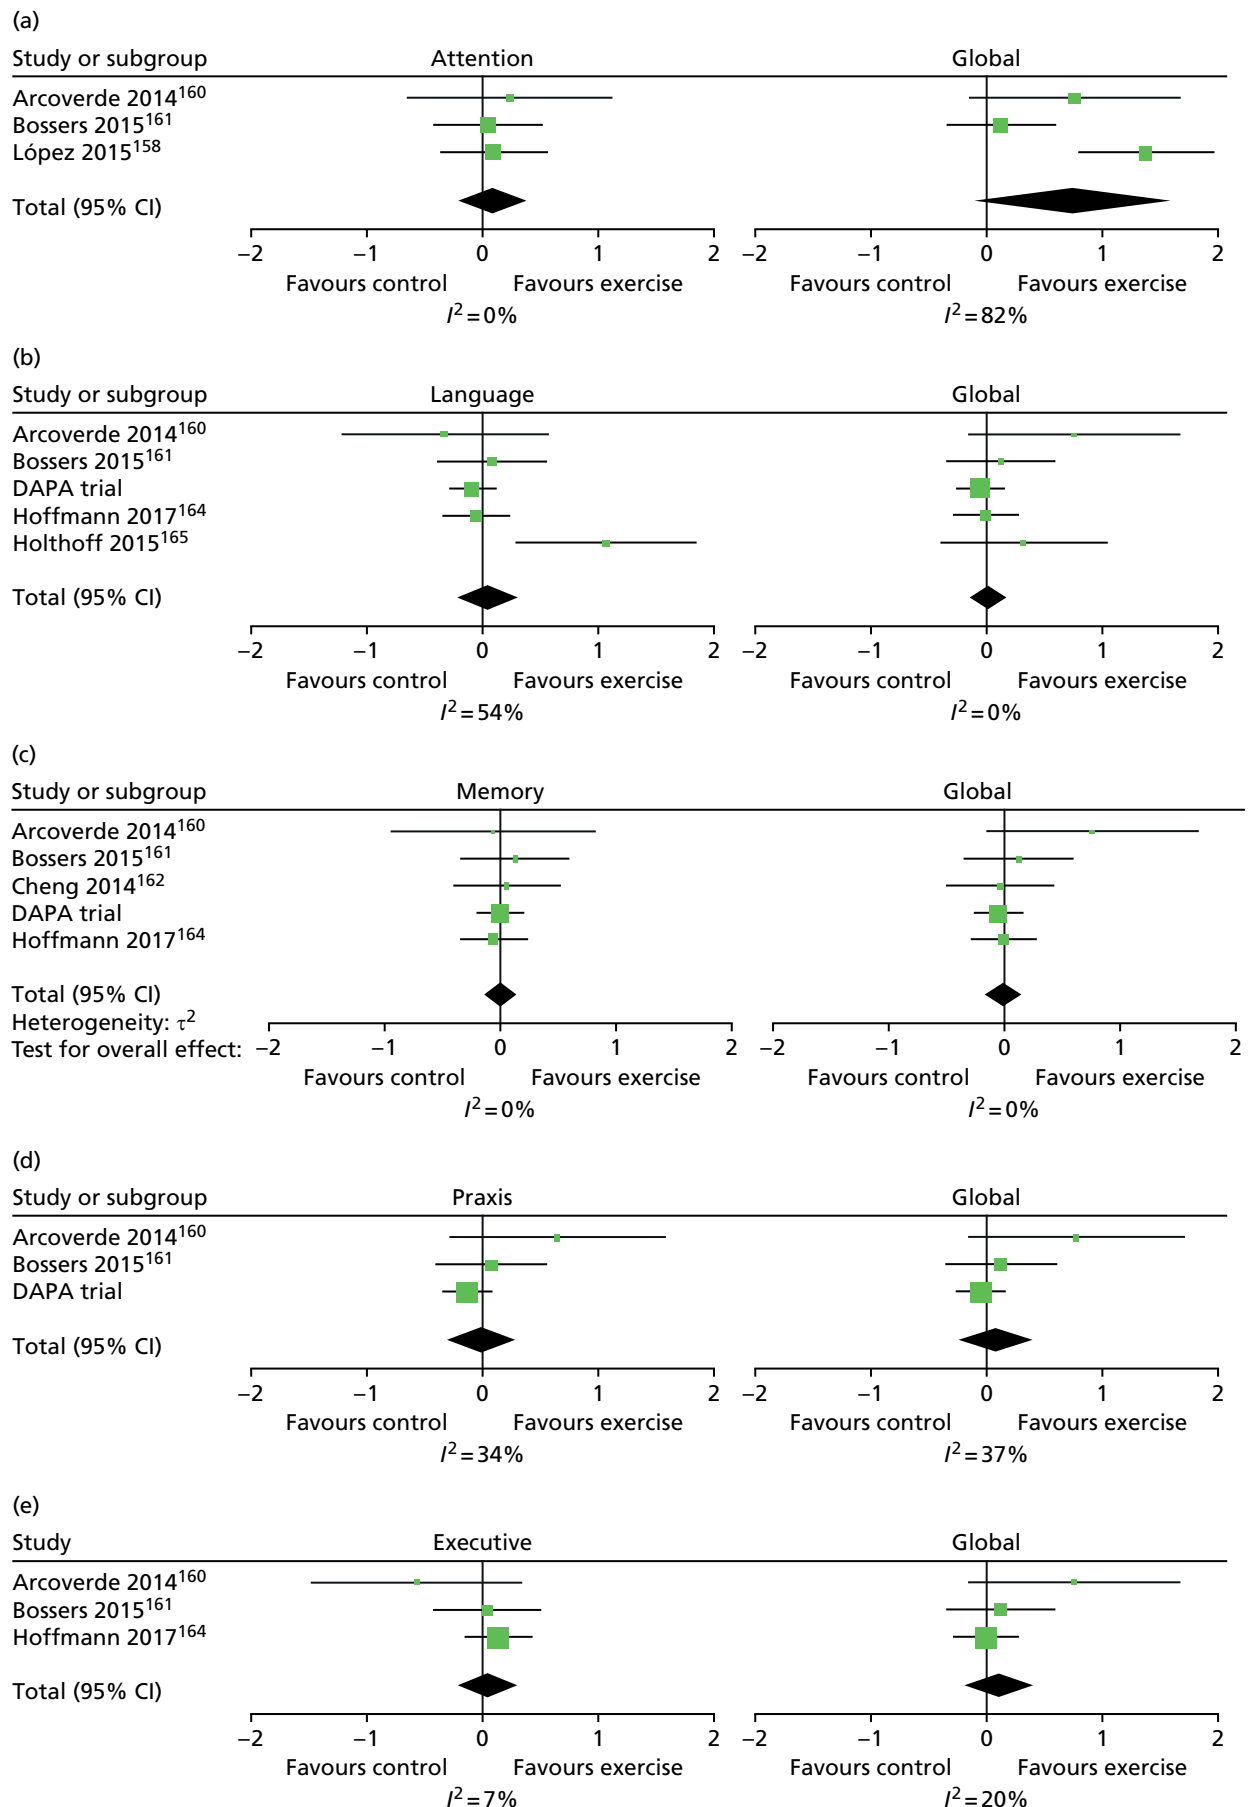 (a)
Study or subgroup Attention Global
Arcoverde 2014160
Bossers 2015161
López 2015158
Total (95% CI)
−2 −1 0 1 2 −2 −1 0 1 2
Favours control Favours exercise Favours control Favours exercise
I2 = 0% I2 = 82%
(b)
Study or subgroup Language Global
Arcoverde 2014160
Bossers 2015161
DAPA trial
Hoffmann 2017164
Holthoff 2015165
Total (95% CI)
−2 −1 0 1 2 −2 −1 0 1 2
Favours control Favours exercise Favours control Favours exercise
I2 = 54% I2 = 0%
(c)
Study or subgroup Memory Global
Arcoverde 2014160
Bossers 2015161
Cheng 2014162
DAPA trial
Hoffmann 2017164
Total (95% CI)
Heterogeneity: τ2
Test for overall effect: −2 −1 0 1 2 −2 −1 0 1 2
Favours control Favours exercise Favours control Favours exercise
I2 = 0% I2 = 0%
(d)
Study or subgroup Praxis Global
Arcoverde 2014160
Bossers 2015161
DAPA trial
Total (95% CI)
−2 −1 0 1 2 −2 −1 0 1 2
Favours control Favours exercise Favours control Favours exercise
I2 = 34% I2 = 37%
(e)
Study Executive Global
Arcoverde 2014160
Bossers 2015161
Hoffmann 2017164
Total (95% CI)
−2 −1 0 1 2 −2 −1 0 1 2
Favours control Favours exercise Favours control Favours exercise
I2 = 7% I2 = 20%